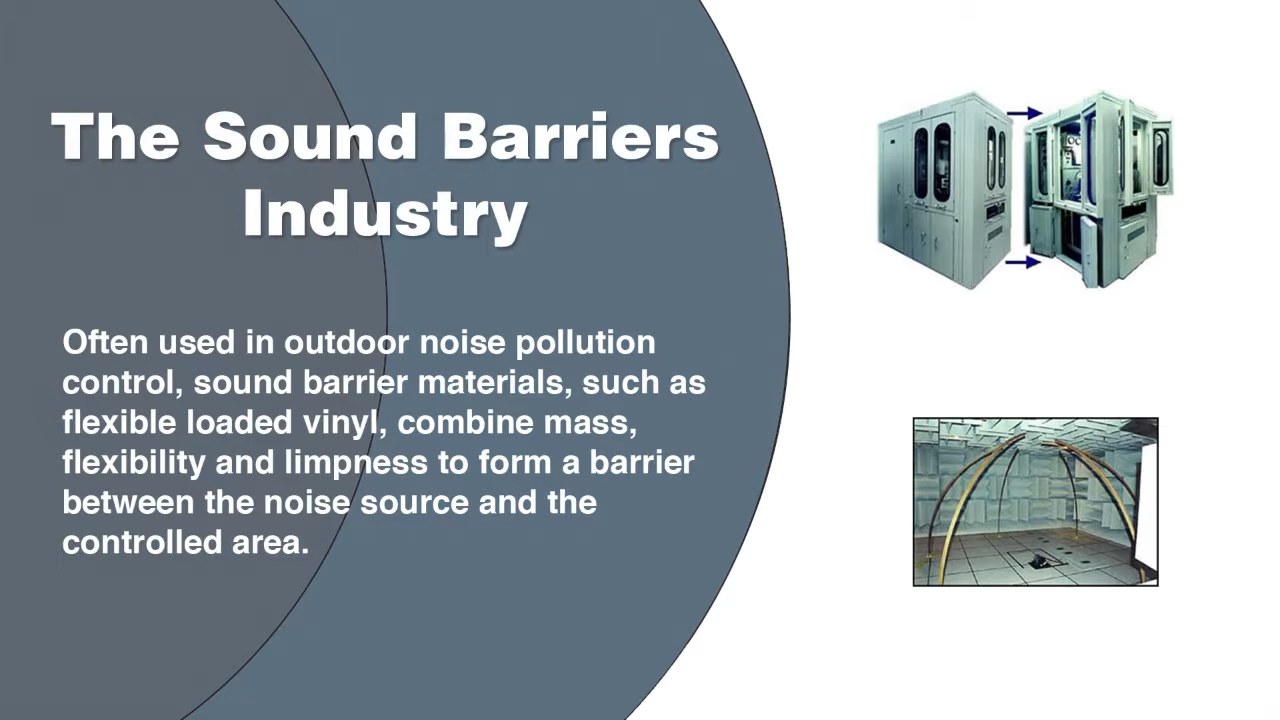 The Sound Barriers
Industry
Often used in outdoor noise pollution
control, sound barrier materials, such as
flexible loaded vinyl, combine mass,
flexibility and limpness to form a barrier
between the noise source and the
controlled area.